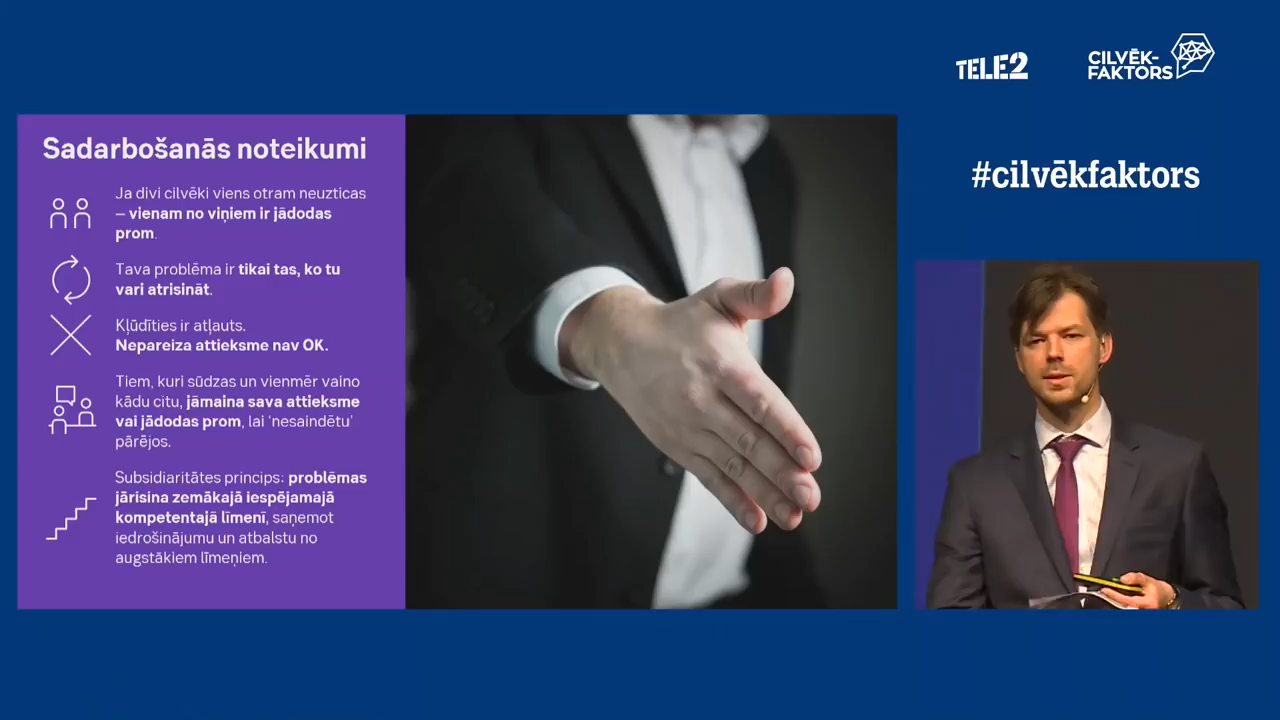 TELE2
CILVĒK-
FAKTORS
#cilvēkfaktors
Sadarbošanās noteikumi
Ja divi cilvēki viens otram neuzticas
– vienam no viņiem ir jādodas
prom.
Tava problēma ir tikai tas, ko tu
vari atrisināt.
Kļūdīties ir atļauts.
Nepareiza attieksme nav OK.
Tiem, kuri sūdzas un vienmēr vaino
kādu citu, jāmaina sava attieksme
vai jādodas prom, lai ‘nesaindētu’
pārējos.
Subsidiaritātes princips: problēmas
jārisina zemākajā iespējamajā
kompetentajā līmenī, saņemot
iedrošinājumu un atbalstu no
augstākiem līmeņiem.